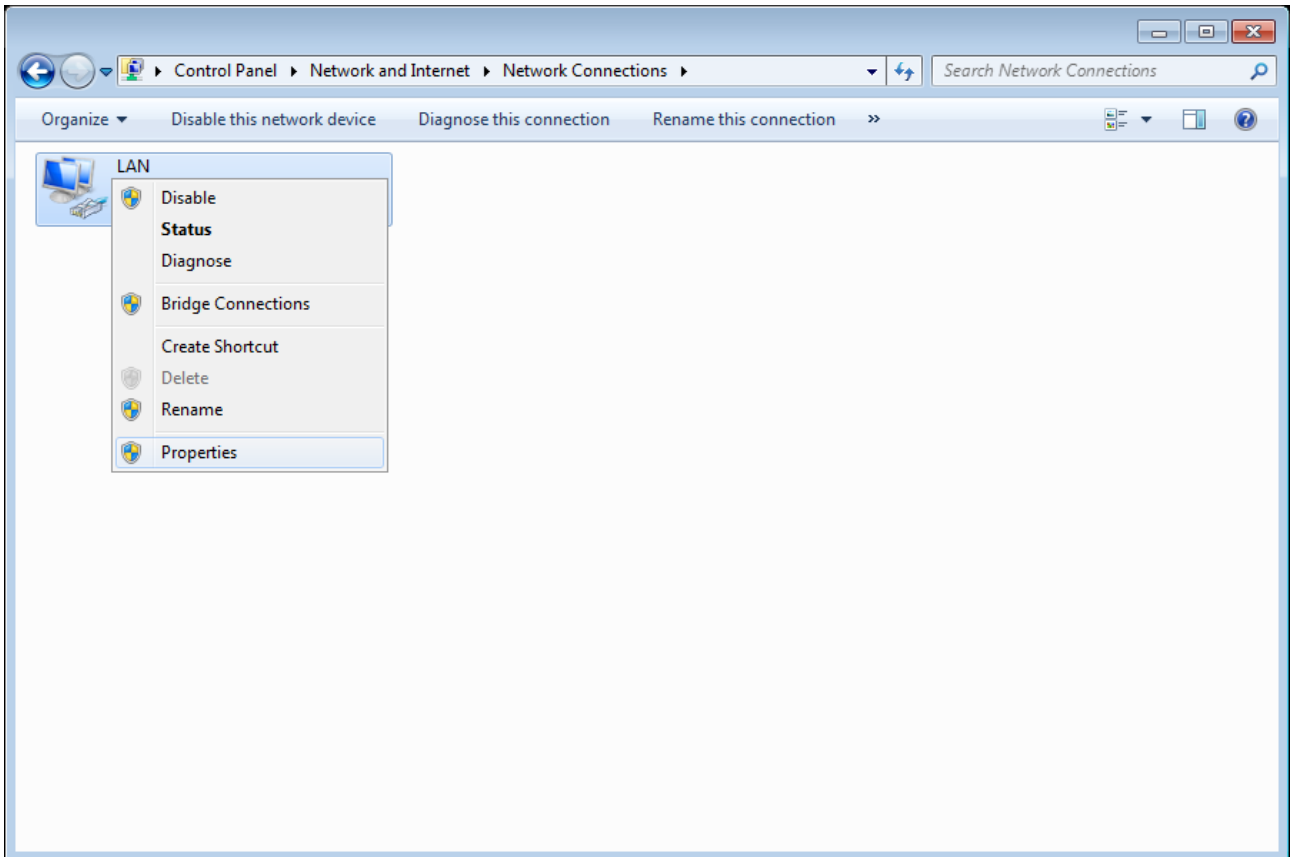 Control Panel Network and Internet Network Connections
Search Network Connections
Organize Disable this network device Diagnose this connection Rename this connection »
LAN
Disable
Status
Diagnose
Bridge Connections
Create Shortcut
Delete
Rename
Properties